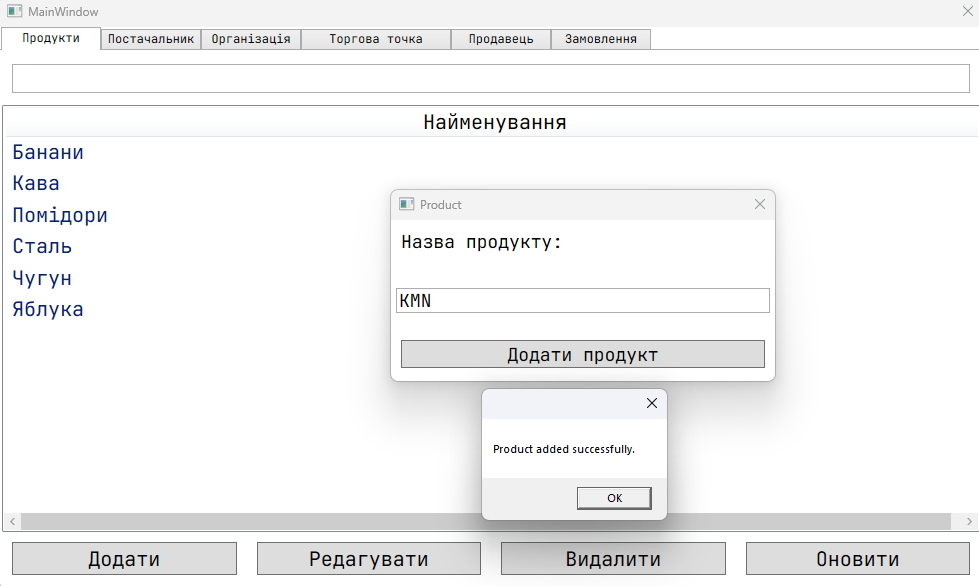 MainWindow
Продукти Постачальник Організація Торгова точка Продавець Замовлення
Найменування
Банани
Кава
Помідори
Сталь
Чугун
Яблука
Product
Назва продукту:
KMN
Додати продукт
Product added successfully.
OK
Додати Редагувати Видалити Оновити